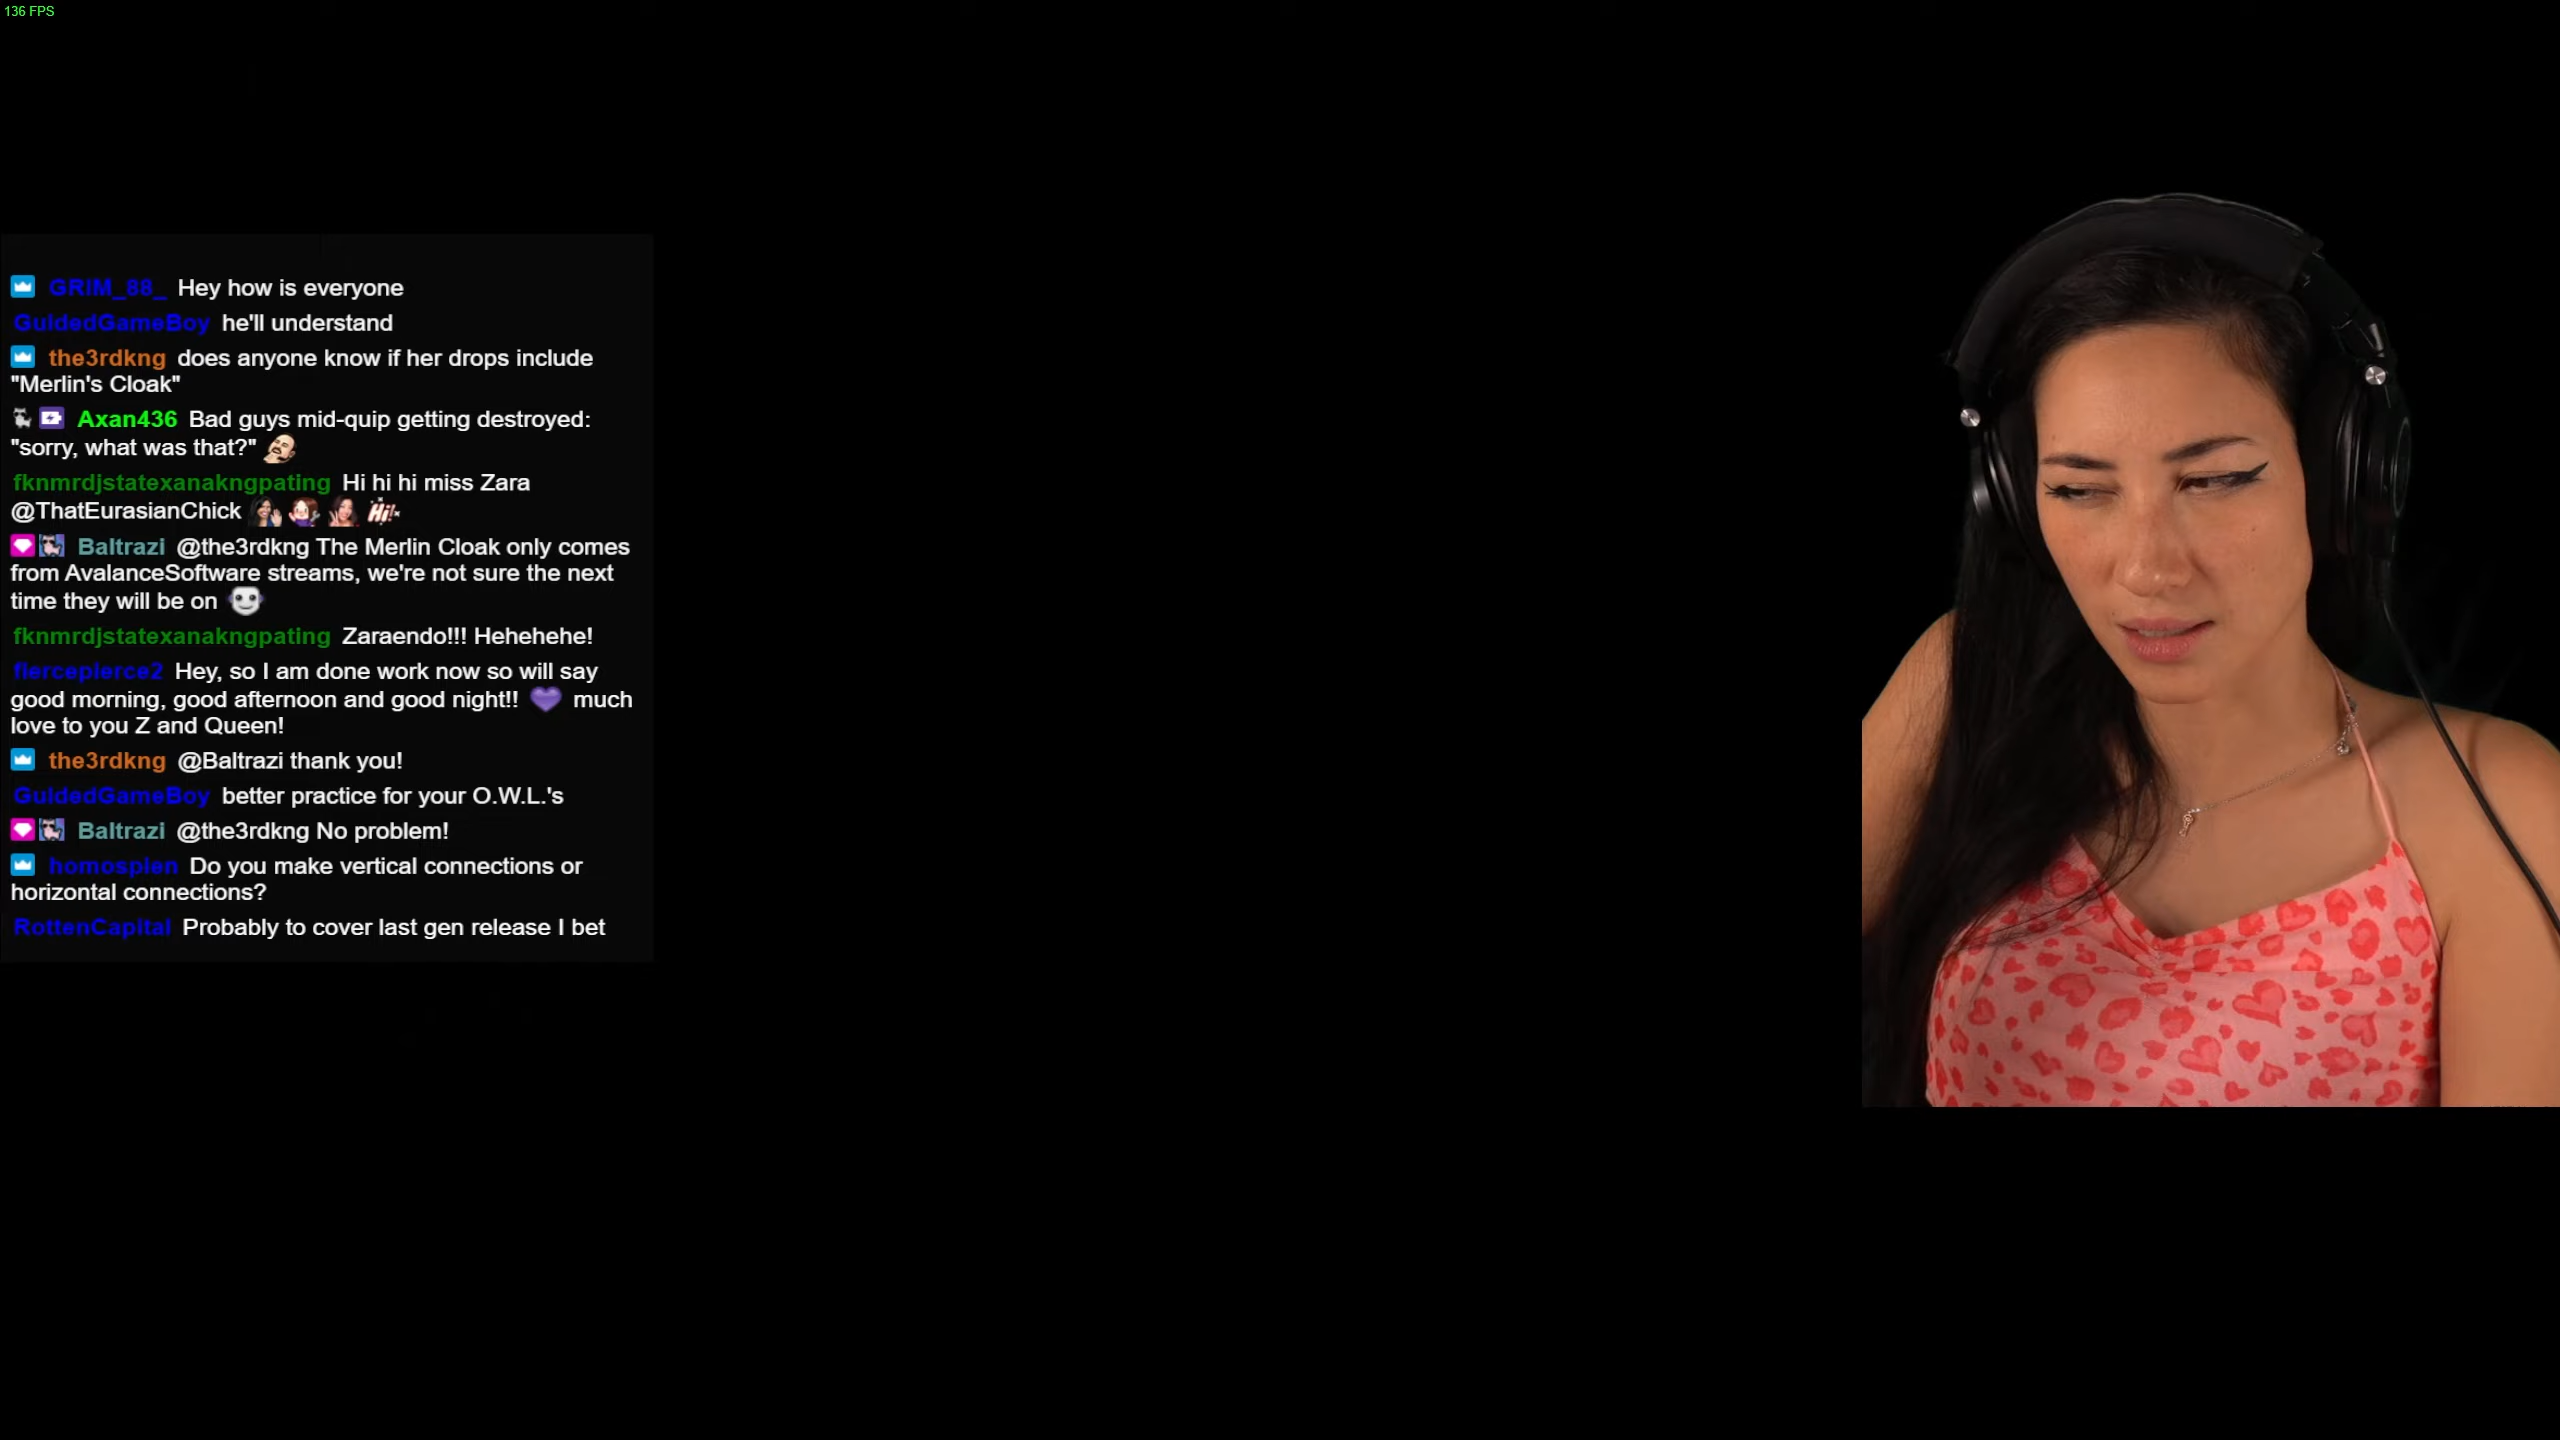 136 FPS
GRIM_88_ Hey how is everyone
GuldedGameBoy he'll understand
the3rdkng does anyone know if her drops include
"Merlin's Cloak"
Axan436 Bad guys mid-quip getting destroyed:
"sorry, what was that?"
fknmrdjstatexanakngpating Hi hi hi miss Zara
@ThatEurasianChick Hi!
Baltrazi @the3rdkng The Merlin Cloak only comes
from AvalanceSoftware streams, we're not sure the next
time they will be on
fknmrdjstatexanakngpating Zaraendo!!! Hehehehe!
fiercepierce2 Hey, so I am done work now so will say
good morning, good afternoon and good night!! much
love to you Z and Queen!
the3rdkng @Baltrazi thank you!
GuldedGameBoy better practice for your O.W.L.'s
Baltrazi @the3rdkng No problem!
homosplen Do you make vertical connections or
horizontal connections?
RottenCapital Probably to cover last gen release I bet